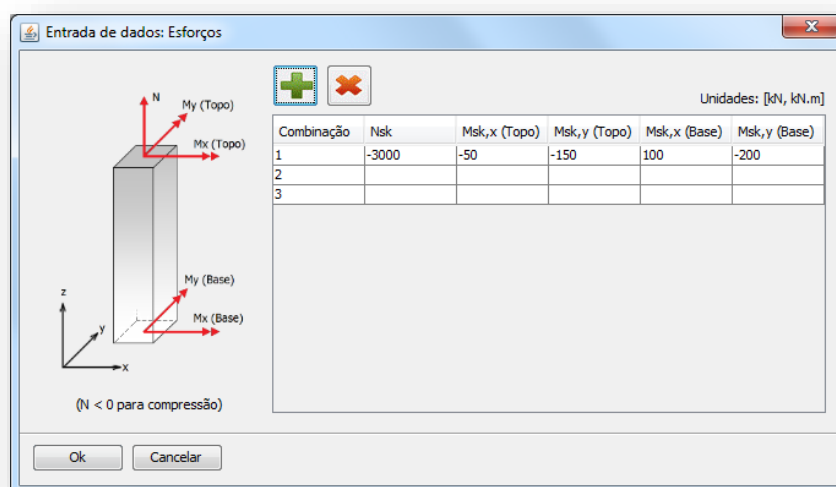 Entrada de dados: Esforços
Unidades: [kN, kN.m]
N
My (Topo)
Mx (Topo)
My (Base)
Mx (Base)
z
y
x
(N < 0 para compressão)
Combinação Nsk Msk,x (Topo) Msk,y (Topo) Msk,x (Base) Msk,y (Base)
1 -3000 -50 -150 100 -200
2
3
Ok Cancelar